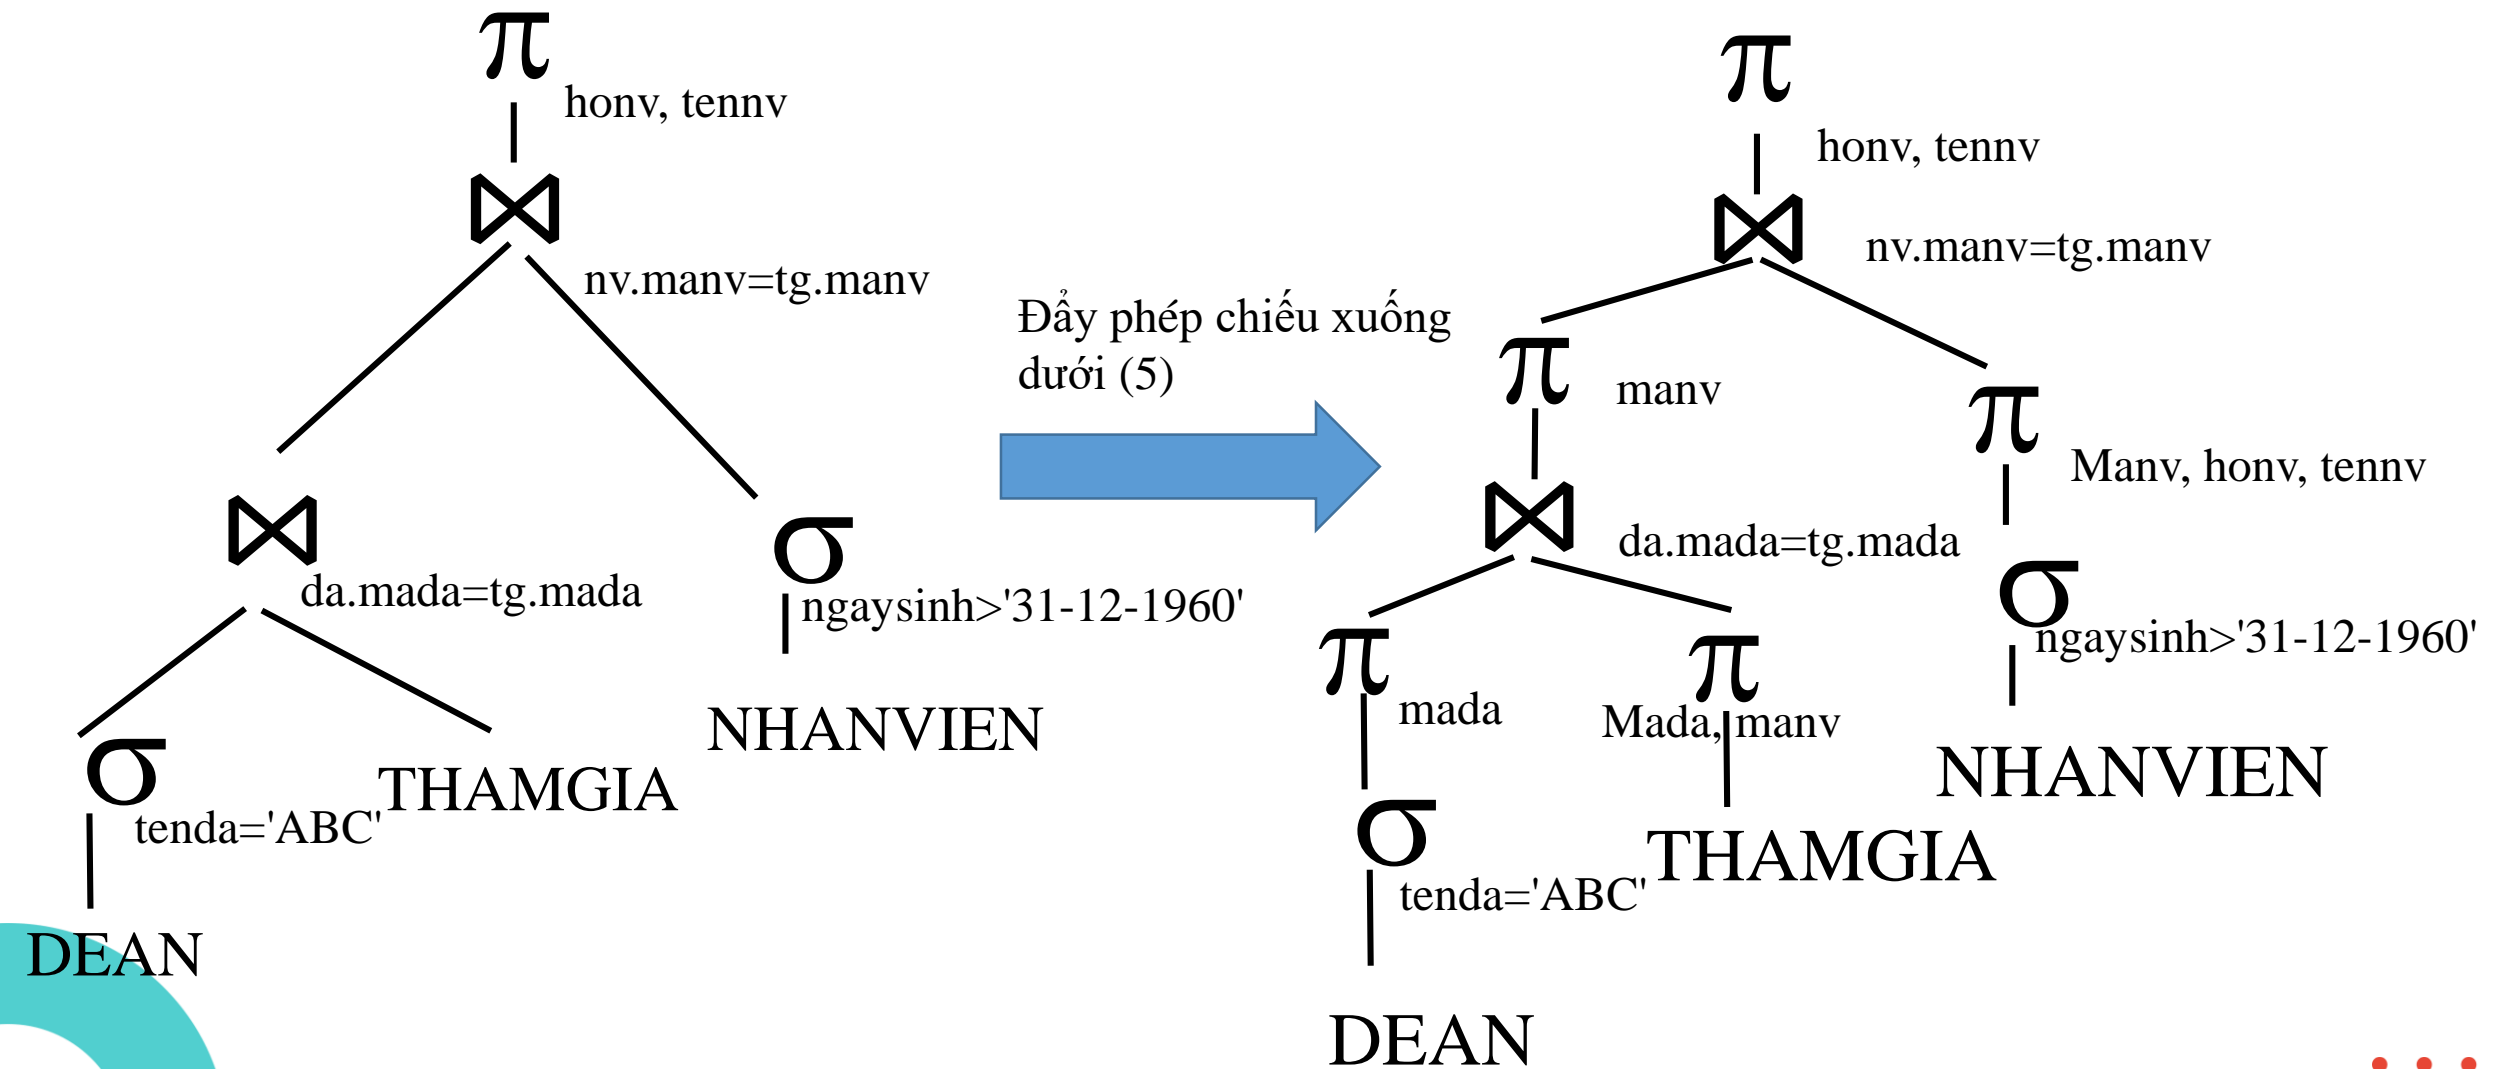 π
honv, tennv
⋈
nv.manv=tg.manv
⋈
da.mada=tg.mada
σ
ngaysinh>'31-12-1960'
NHANVIEN
σ
tenda='ABC'
THAMGIA
DEAN
Đẩy phép chiếu xuống
dưới (5)
π
honv, tennv
⋈
nv.manv=tg.manv
π
manv
π
Manv, honv, tennv
⋈
da.mada=tg.mada
σ
ngaysinh>'31-12-1960'
π
mada
π
Mada, manv
NHANVIEN
σ
tenda='ABC'
THAMGIA
DEAN